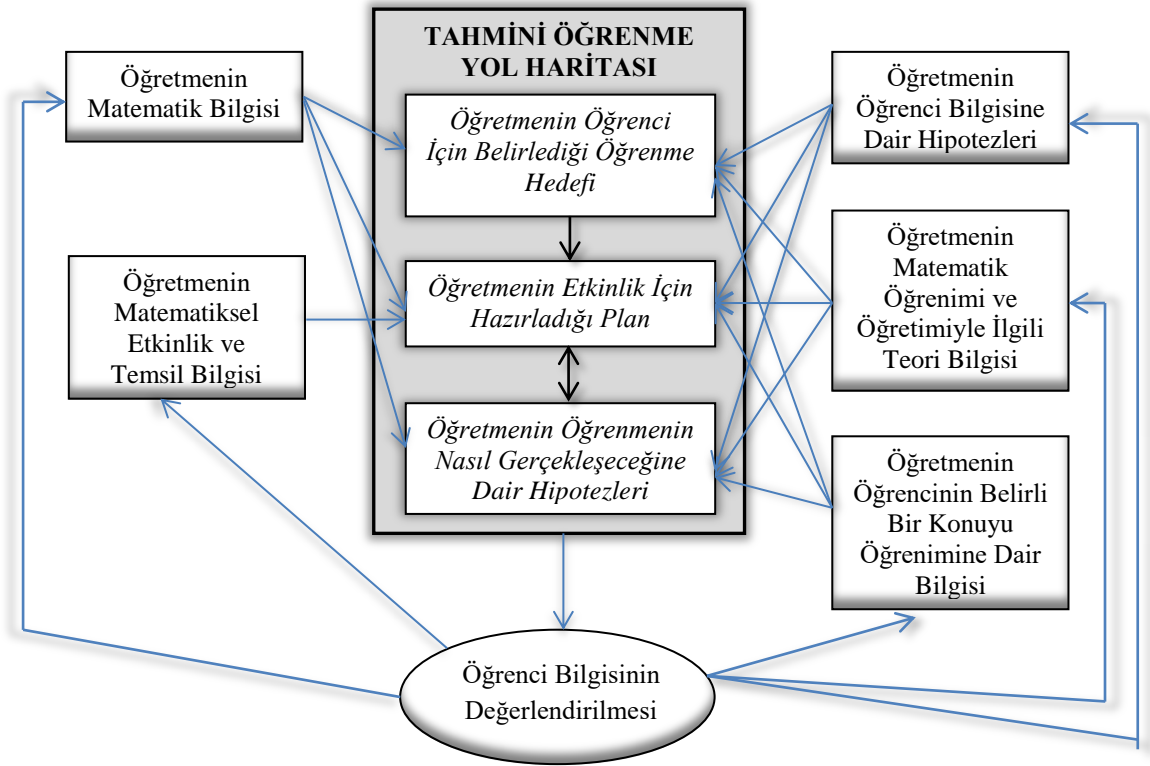 TAHMİNİ ÖĞRENME
YOL HARİTASI
Öğretmenin
Matematik Bilgisi
Öğretmenin
Matematiksel
Etkinlik ve
Temsil Bilgisi
Öğretmenin Öğrenci
İçin Belirlediği Öğrenme
Hedefi
Öğretmenin Etkinlik İçin
Hazırladığı Plan
Öğretmenin Öğrenmenin
Nasıl Gerçekleşeceğine
Dair Hipotezleri
Öğretmenin
Öğrenci Bilgisine
Dair Hipotezleri
Öğretmenin
Matematik
Öğrenimi ve
Öğretimiyle İlgili
Teori Bilgisi
Öğretmenin
Öğrencinin Belirli
Bir Konuyu
Öğrenimine Dair
Bilgisi
Öğrenci Bilgisinin
Değerlendirilmesi